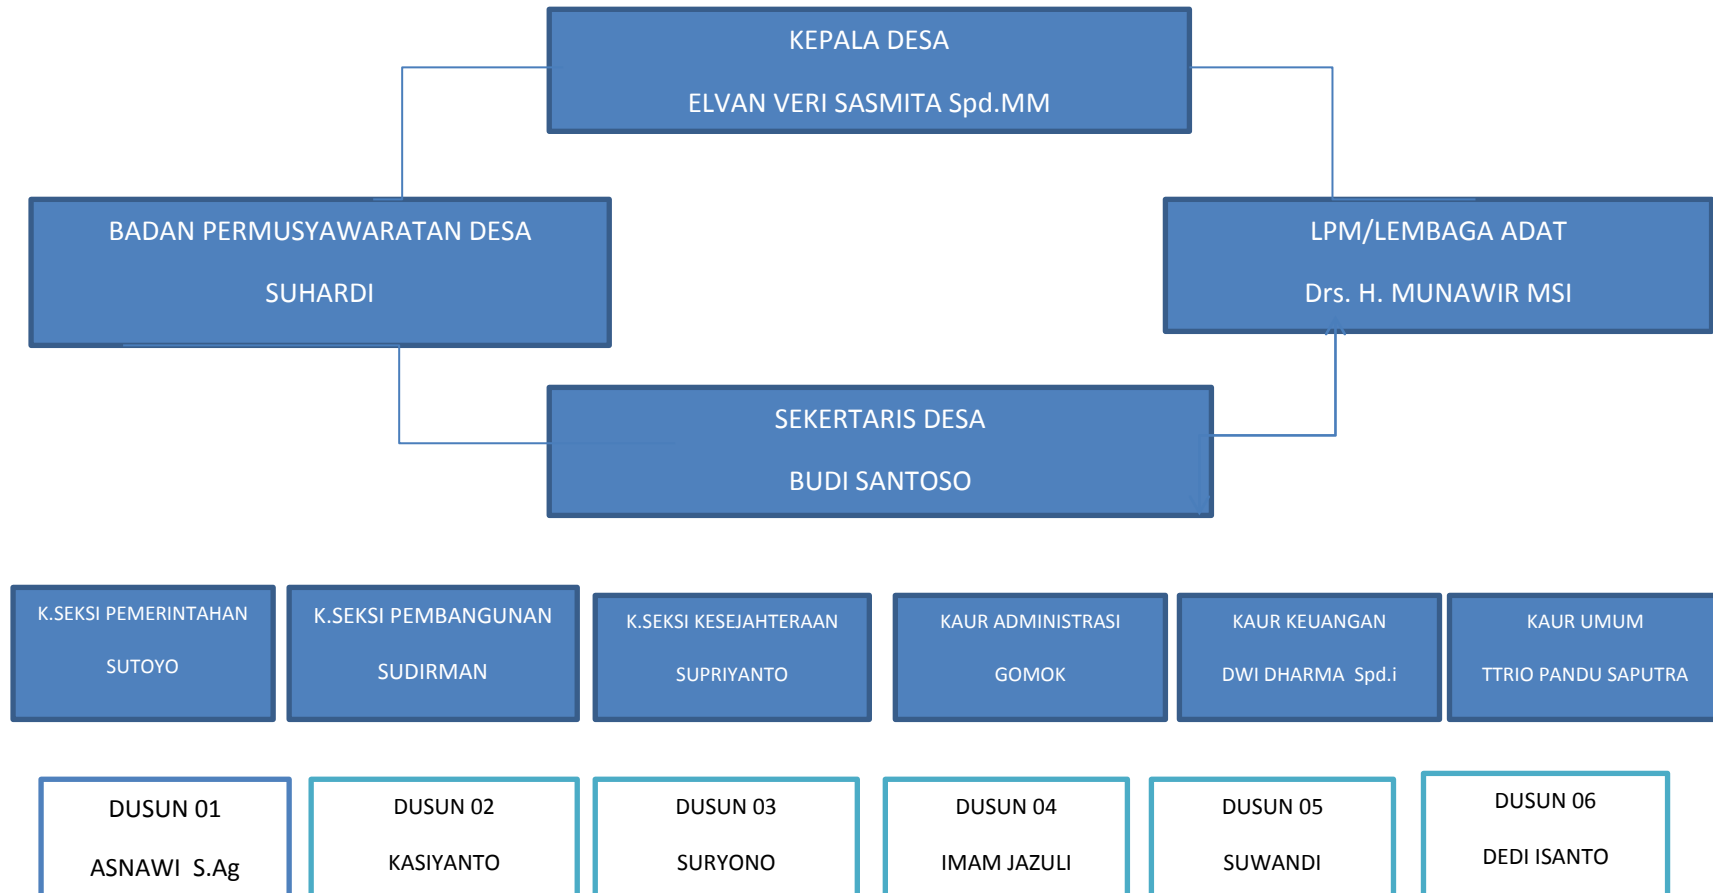 KEPALA DESA
ELVAN VERI SASMITA Spd.MM
BADAN PERMUSYAWARATAN DESA
SUHARDI
LPM/LEMBAGA ADAT
Drs. H. MUNAWIR MSI
SEKERTARIS DESA
BUDI SANTOSO
K.SEKSI PEMERINTAHAN
SUTOYO
K.SEKSI PEMBANGUNAN
SUDIRMAN
K.SEKSI KESEJAHTERAAN
SUPRIYANTO
KAUR ADMINISTRASI
GOMOK
KAUR KEUANGAN
DWI DHARMA  Spd.i
KAUR UMUM
TTRIO PANDU SAPUTRA
DUSUN 01
ASNAWI  S.Ag
DUSUN 02
KASIYANTO
DUSUN 03
SURYONO
DUSUN 04
IMAM JAZULI
DUSUN 05
SUWANDI
DUSUN 06
DEDI ISANTO